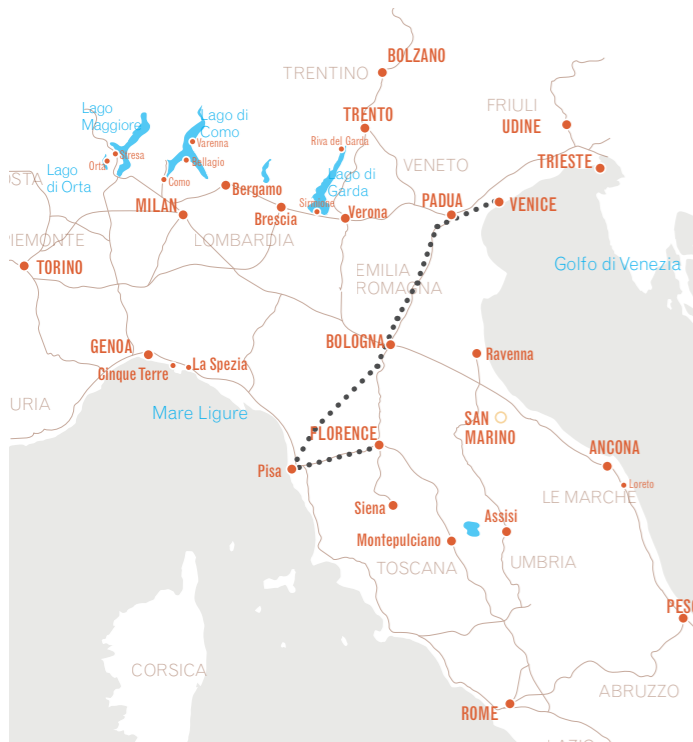 BOLZANO
TRENTINO
Lago
Maggiore
Lago di
Como
TRENTO
FRIULI
UDINE
Varenna
Riva del Garda
Stresa
Orta
Bellagio
VENETO
TRIESTE
Lago
di Orta
Como
Lago di
Garda
Bergamo
Sirmione
MILAN
Brescia
Verona
PADUA
VENICE
PIEMONTE
LOMBARDIA
TORINO
EMILIA
ROMAGNA
Golfo di Venezia
GENOA
BOLOGNA
Ravenna
La Spezia
Cinque Terre
URIA
Mare Ligure
FLORENCE
SAN
MARINO
ANCONA
Pisa
Loreto
LE MARCHE
Siena
Assisi
Montepulciano
TOSCANA
UMBRIA
PESC
CORSICA
ABRUZZO
ROME